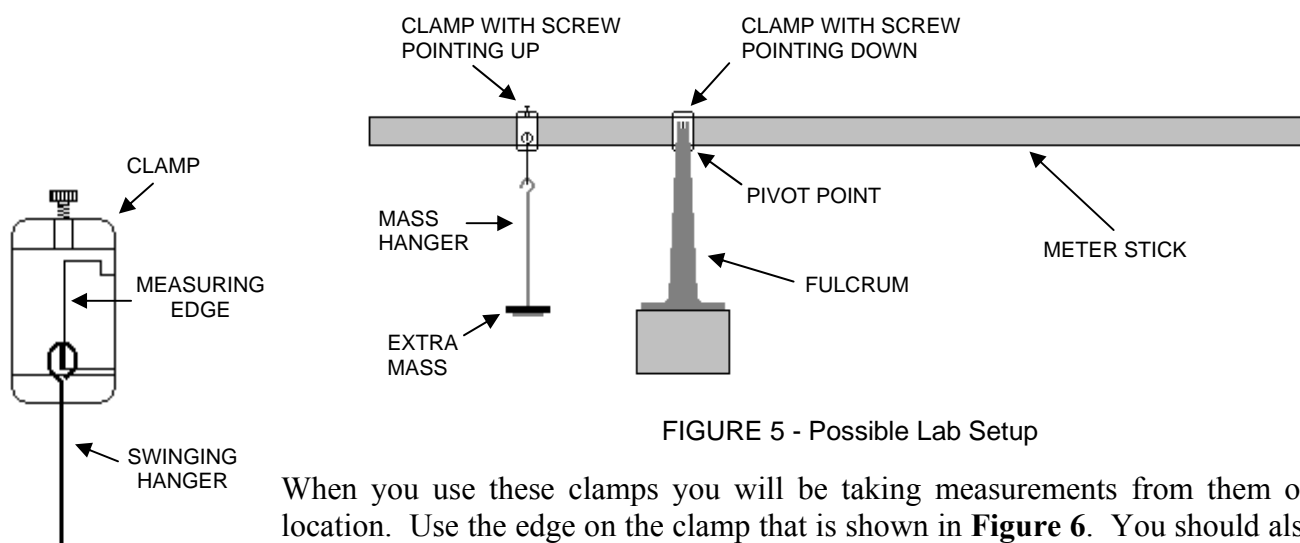 CLAMP WITH SCREW
POINTING UP
CLAMP WITH SCREW
POINTING DOWN
CLAMP
MEASURING
EDGE
SWINGING
HANGER
MASS
HANGER
EXTRA
MASS
PIVOT POINT
FULCRUM
METER STICK
FIGURE 5 - Possible Lab Setup
When you use these clamps you will be taking measurements from them o
location. Use the edge on the clamp that is shown in Figure 6. You should als